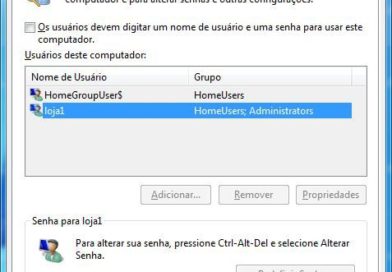 computador e para alterar senhas e outras configurações.
Os usuários devem digitar um nome de usuário e uma senha para usar este
computador.
Usuários deste computador:
Nome de Usuário Grupo
HomeGroupUser$ HomeUsers
loja1 HomeUsers; Administrators
Adicionar... Remover Propriedades
Senha para loja1
Para alterar sua senha, pressione Ctrl-Alt-Del e selecione Alterar
Senha.